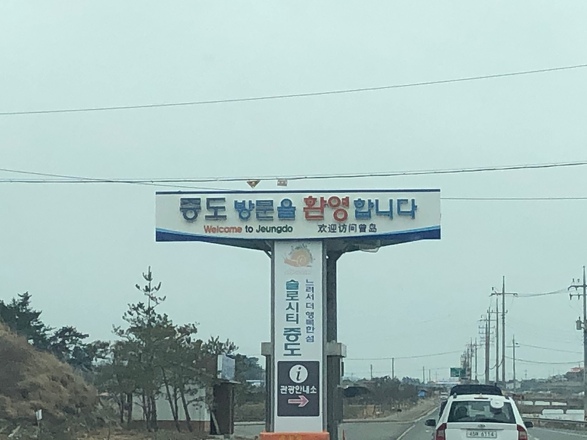 증도 방문을 환영합니다
Welcome to Jeungdo 欢迎访问曾岛
느려서 더 행복한 섬
슬로시티 증도
i
관광안내소